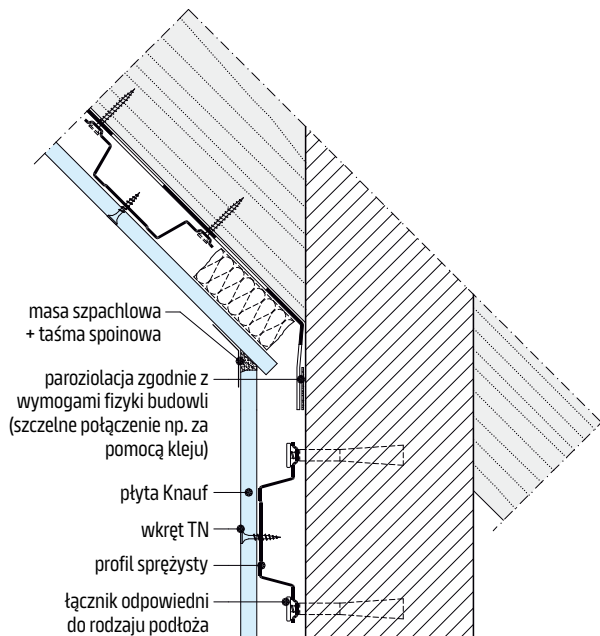 masa szpachlowa
+ taśma spoinowa
paroziolacja zgodnie z
wymogami fizyki budowli
(szczelne połączenie np. za
pomocą kleju)
płyta Knauf
wkręt TN
profil sprężysty
łącznik odpowiedni
do rodzaju podłoża